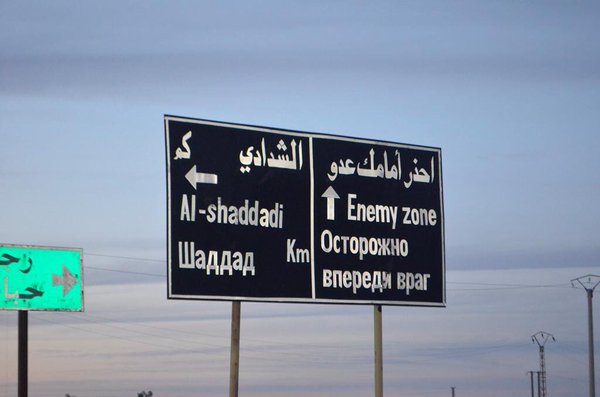 الشدادي كم
Al-shaddadi
Шаддад Km
احذر أمامك عدو
Enemy zone
Осторожно
впереди враг